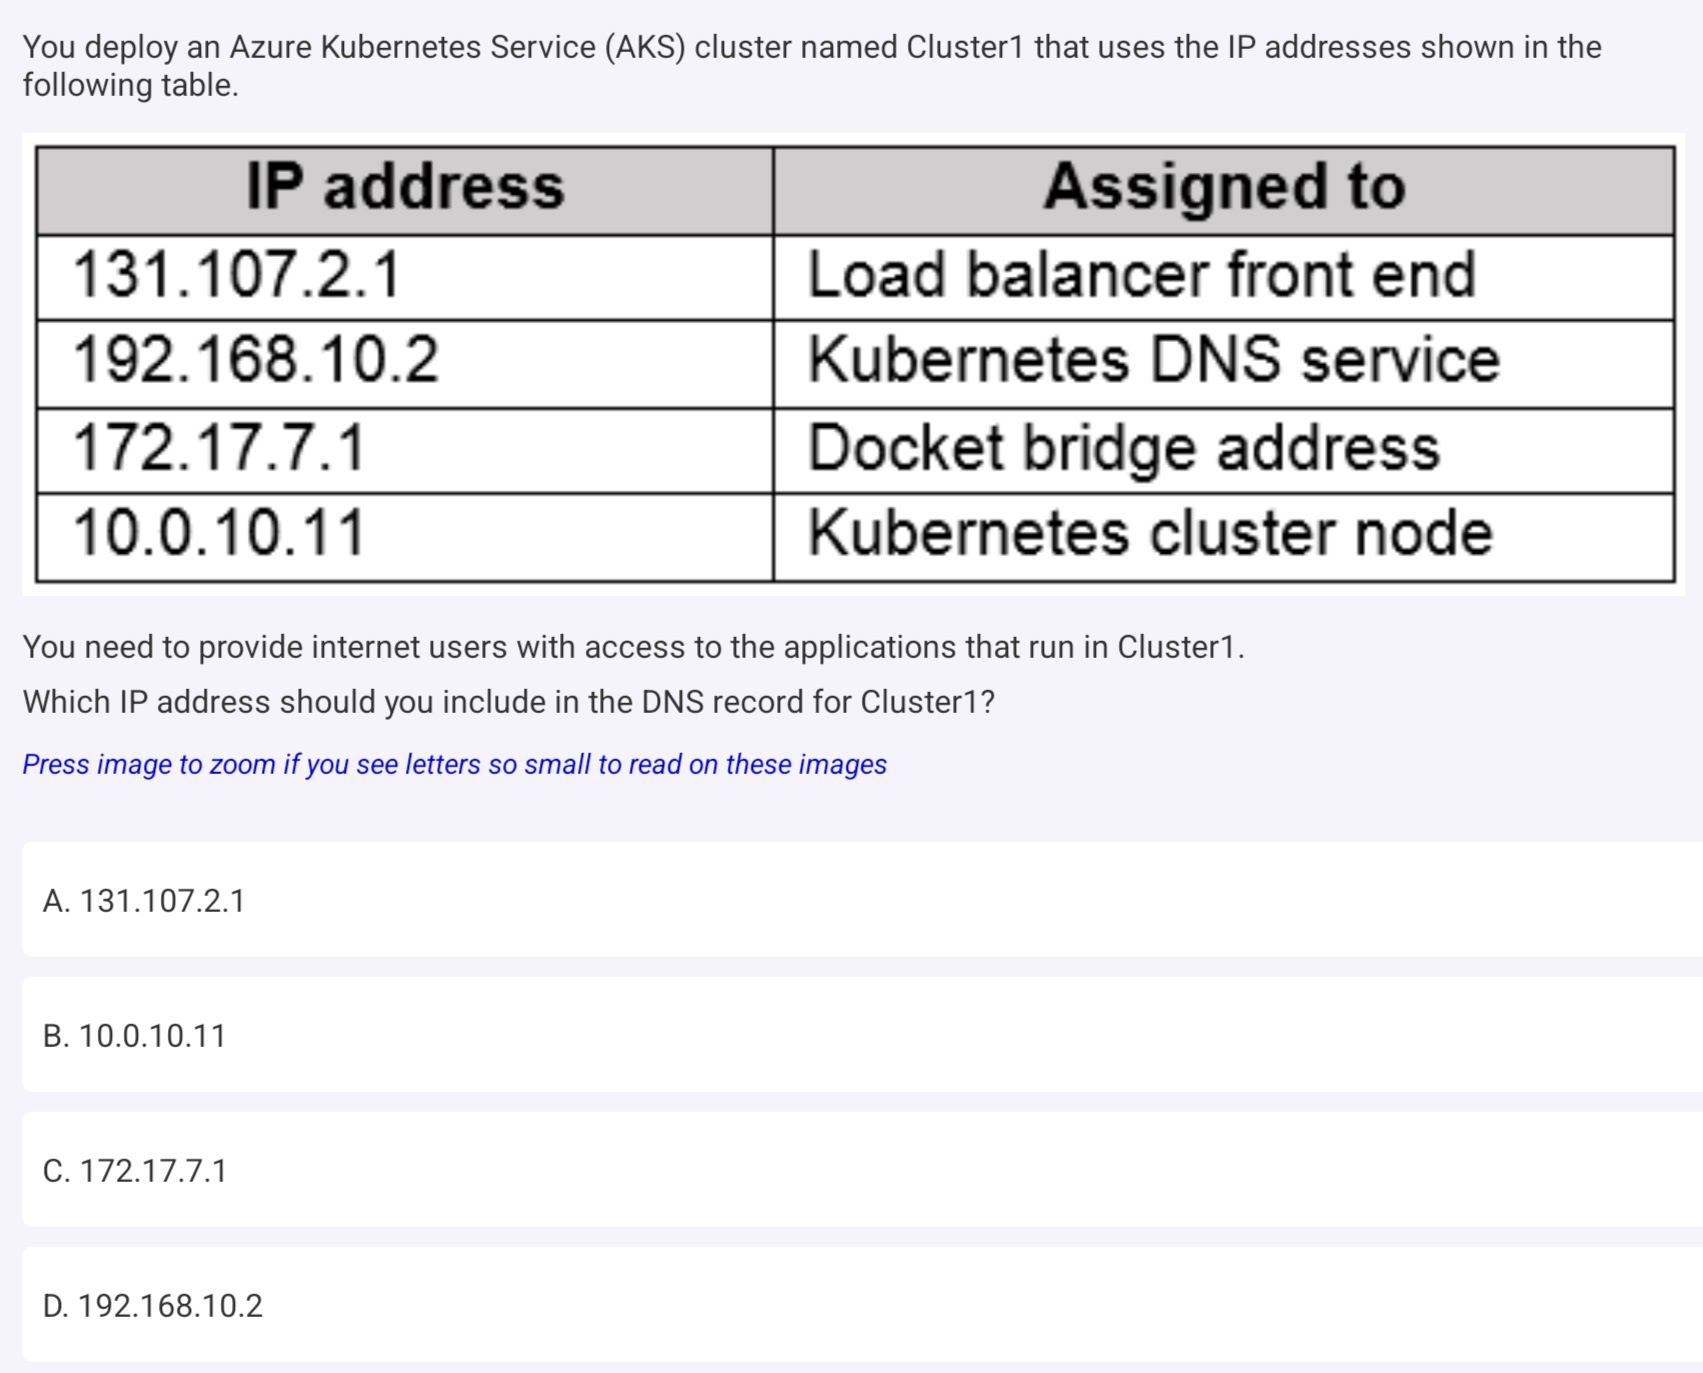 You deploy an Azure Kubernetes Service (AKS) cluster named Cluster1 that uses the IP addresses shown in the
following table.
IP address Assigned to
131.107.2.1 Load balancer front end
192.168.10.2 Kubernetes DNS service
172.17.7.1 Docket bridge address
10.0.10.11 Kubernetes cluster node
You need to provide internet users with access to the applications that run in Cluster1.
Which IP address should you include in the DNS record for Cluster1?
Press image to zoom if you see letters so small to read on these images
A. 131.107.2.1
B. 10.0.10.11
C. 172.17.7.1
D. 192.168.10.2